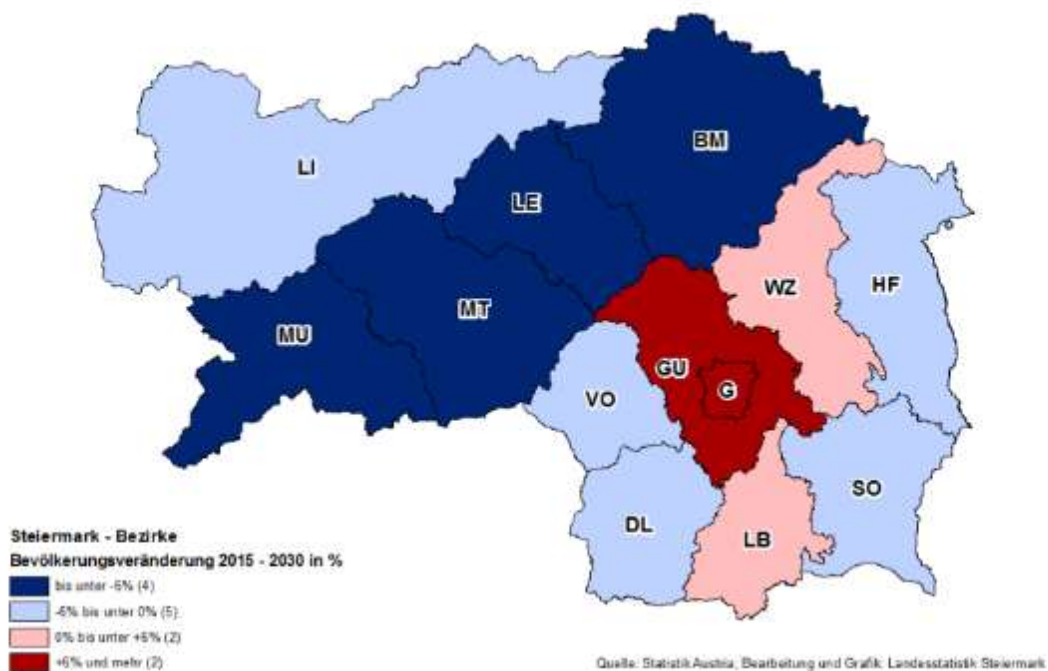 BM
LI
LE
WZ
HF
MT
MU
GU
G
VO
SO
DL
LB
Steiermark - Bezirke
Bevölkerungsveränderung 2015 - 2030 in %
bis unter -6% (4)
-6% bis unter 0% (5)
0% bis unter +6% (2)
+6% und mehr (2)
Quelle: Statistik Austria; Bearbeitung und Grafik: Landesstatistik Steiermark